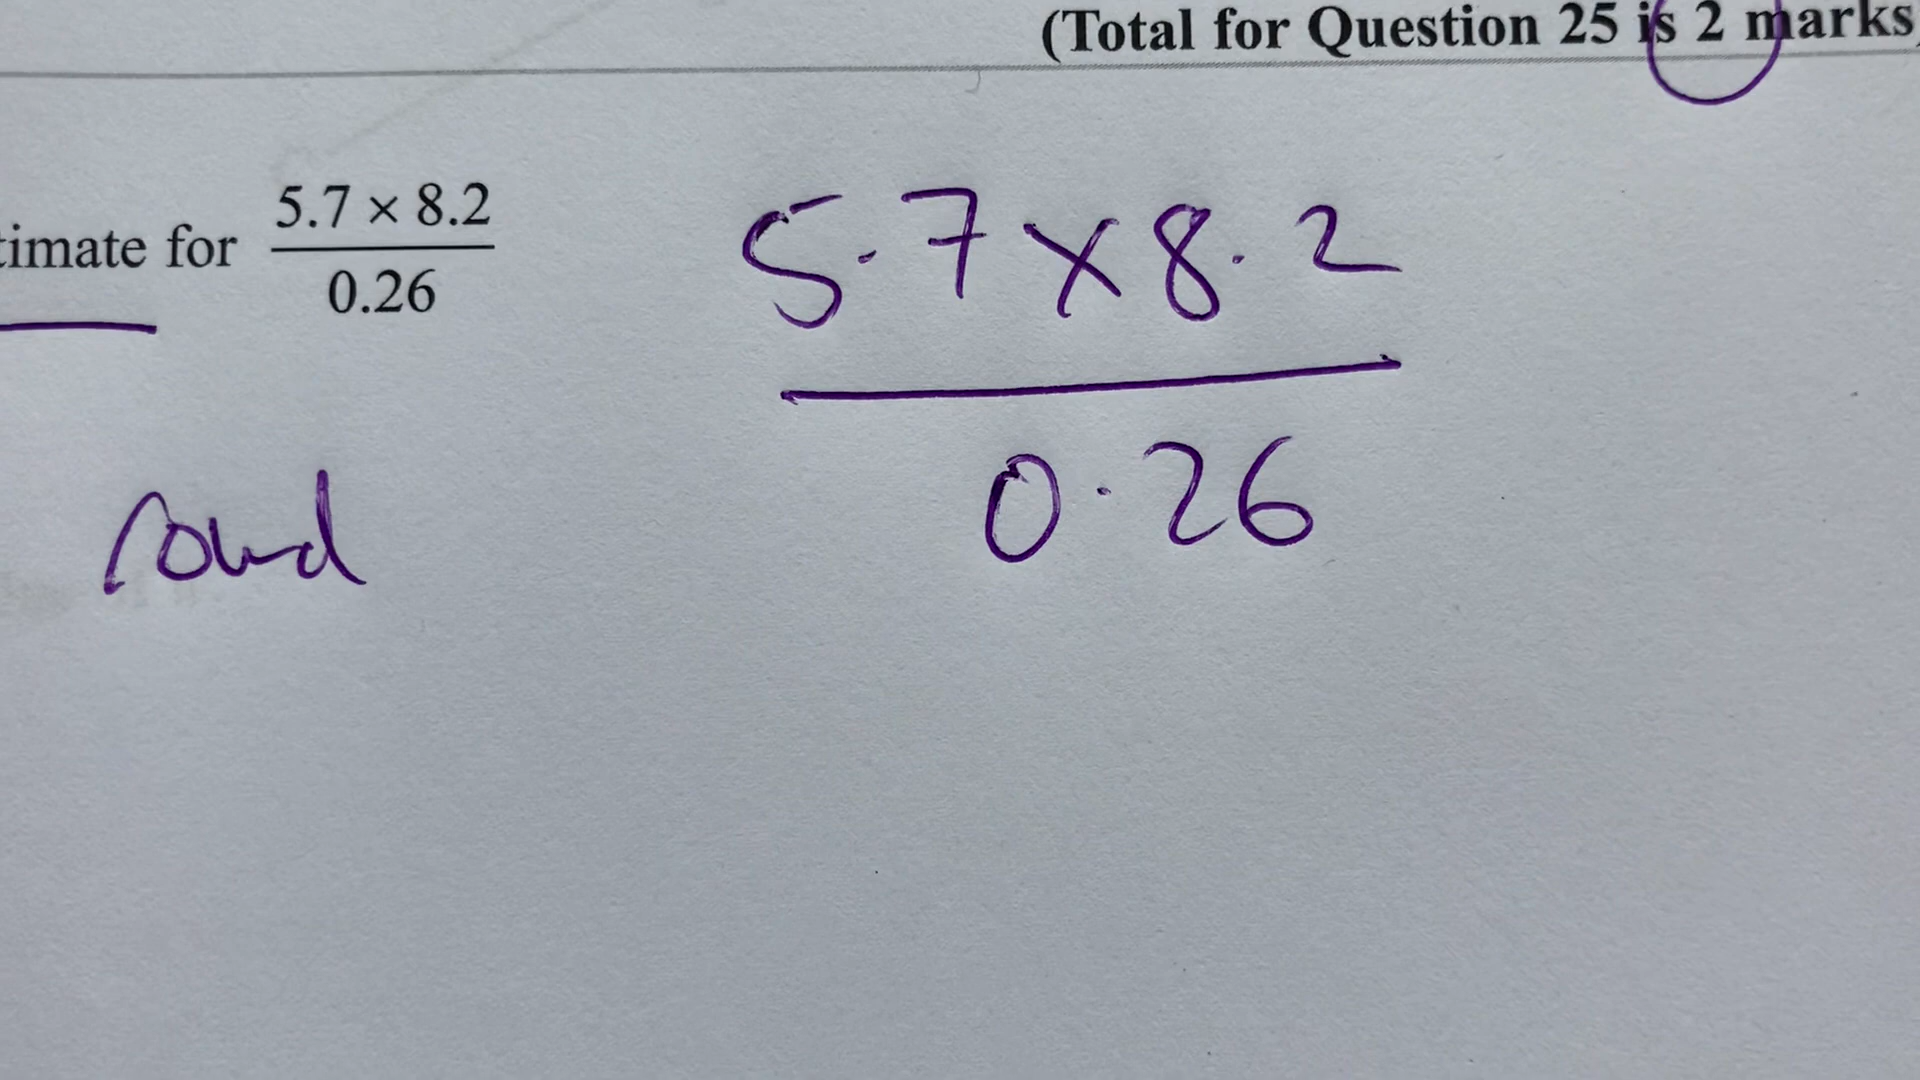 (Total for Question 25 is 2 marks
timate for 5.7 × 8.2
0.26
5.7 × 8.2
0.26
round